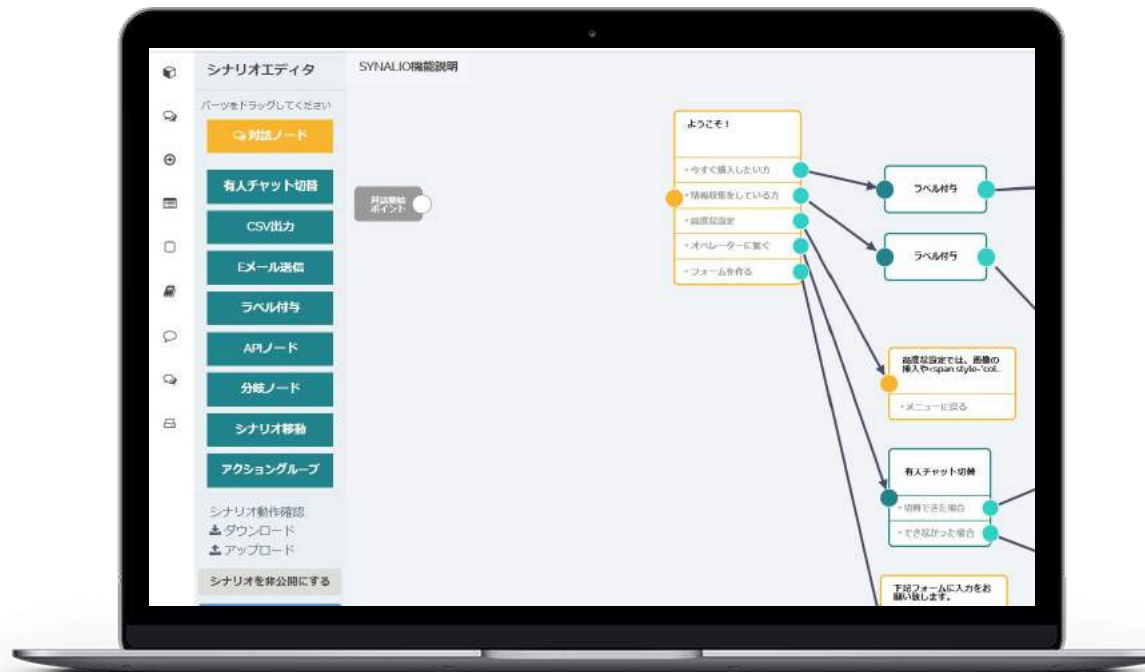 シナリオエディタ
パーツをドラッグしてください
対話ノード
有人チャット切替
CSV出力
Eメール送信
ラベル付与
APIノード
分岐ノード
シナリオ移動
アクショングループ
シナリオ動作確認
ダウンロード
アップロード
シナリオを非公開にする
SYNALIO機能説明
対話開始
ポイント
ようこそ！
・今すぐ購入したい方
・情報収集をしている方
・高度な設定
・オペレーターに繋ぐ
・フォームを作る
ラベル付与
ラベル付与
高度な設定では、画像の
挿入や<span style='col...
・メニューに戻る
有人チャット切替
・切替できた場合
・できなかった場合
下記フォームに入力をお
願い致します。